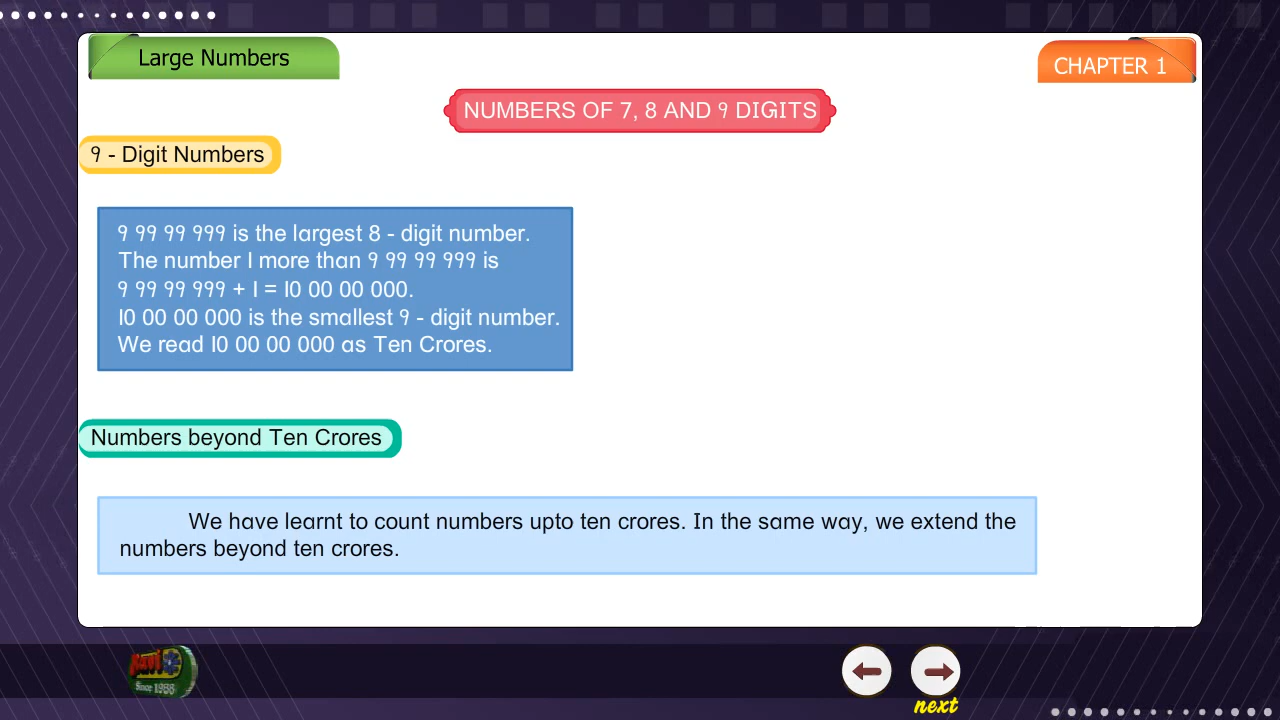 Large Numbers
CHAPTER 1
NUMBERS OF 7, 8 AND 9 DIGITS
9 - Digit Numbers
9 99 99 999 is the largest 8 - digit number.
The number 1 more than 9 99 99 999 is
9 99 99 999 + 1 = 10 00 00 000.
10 00 00 000 is the smallest 9 - digit number.
We read 10 00 00 000 as Ten Crores.
Numbers beyond Ten Crores
We have learnt to count numbers upto ten crores. In the same way, we extend the
numbers beyond ten crores.
Since 1988
next